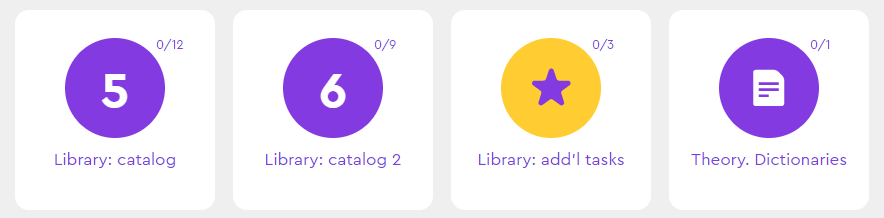 0/12
5
Library: catalog
0/9
6
Library: catalog 2
0/3
Library: add'l tasks
0/1
Theory. Dictionaries